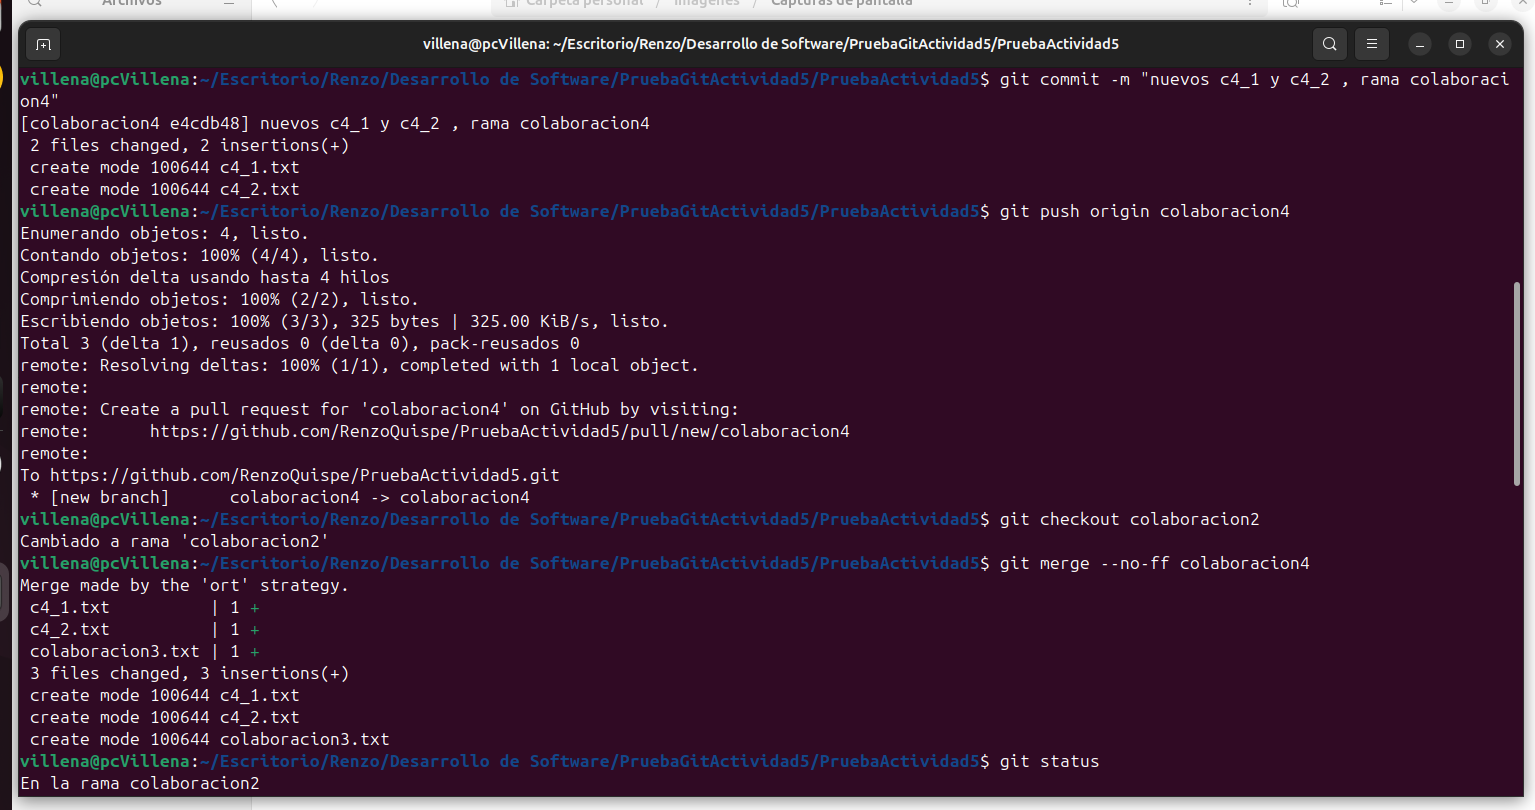 Archivos
Carpeta personal / Imágenes / Capturas de pantalla
villena@pcVillena: ~/Escritorio/Renzo/Desarrollo de Software/PruebaGitActividad5/PruebaActividad5
villena@pcVillena:~/Escritorio/Renzo/Desarrollo de Software/PruebaGitActividad5/PruebaActividad5$ git commit -m "nuevos c4_1 y c4_2 , rama colaboraci
on4"
[colaboracion4 e4cdb48] nuevos c4_1 y c4_2 , rama colaboracion4
 2 files changed, 2 insertions(+)
 create mode 100644 c4_1.txt
 create mode 100644 c4_2.txt
villena@pcVillena:~/Escritorio/Renzo/Desarrollo de Software/PruebaGitActividad5/PruebaActividad5$ git push origin colaboracion4
Enumerando objetos: 4, listo.
Contando objetos: 100% (4/4), listo.
Compresión delta usando hasta 4 hilos
Comprimiendo objetos: 100% (2/2), listo.
Escribiendo objetos: 100% (3/3), 325 bytes | 325.00 KiB/s, listo.
Total 3 (delta 1), reusados 0 (delta 0), pack-reusados 0
remote: Resolving deltas: 100% (1/1), completed with 1 local object.
remote:
remote: Create a pull request for 'colaboracion4' on GitHub by visiting:
remote:      https://github.com/RenzoQuispe/PruebaActividad5/pull/new/colaboracion4
remote:
To https://github.com/RenzoQuispe/PruebaActividad5.git
 * [new branch]      colaboracion4 -> colaboracion4
villena@pcVillena:~/Escritorio/Renzo/Desarrollo de Software/PruebaGitActividad5/PruebaActividad5$ git checkout colaboracion2
Cambiado a rama 'colaboracion2'
villena@pcVillena:~/Escritorio/Renzo/Desarrollo de Software/PruebaGitActividad5/PruebaActividad5$ git merge --no-ff colaboracion4
Merge made by the 'ort' strategy.
 c4_1.txt          | 1 +
 c4_2.txt          | 1 +
 colaboracion3.txt | 1 +
 3 files changed, 3 insertions(+)
 create mode 100644 c4_1.txt
 create mode 100644 c4_2.txt
 create mode 100644 colaboracion3.txt
villena@pcVillena:~/Escritorio/Renzo/Desarrollo de Software/PruebaGitActividad5/PruebaActividad5$ git status
En la rama colaboracion2